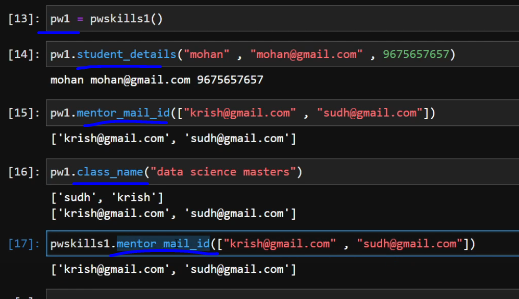 [13]: pw1 = pwskills1()
[14]: pw1.student_details("mohan" , "mohan@gmail.com" , 9675657657)
mohan mohan@gmail.com 9675657657
[15]: pw1.mentor_mail_id(["krish@gmail.com" , "sudh@gmail.com"])
['krish@gmail.com', 'sudh@gmail.com']
[16]: pw1.class_name("data science masters")
['sudh', 'krish']
['krish@gmail.com', 'sudh@gmail.com']
[17]: pwskills1.mentor_mail_id(["krish@gmail.com" , "sudh@gmail.com"])
['krish@gmail.com', 'sudh@gmail.com']